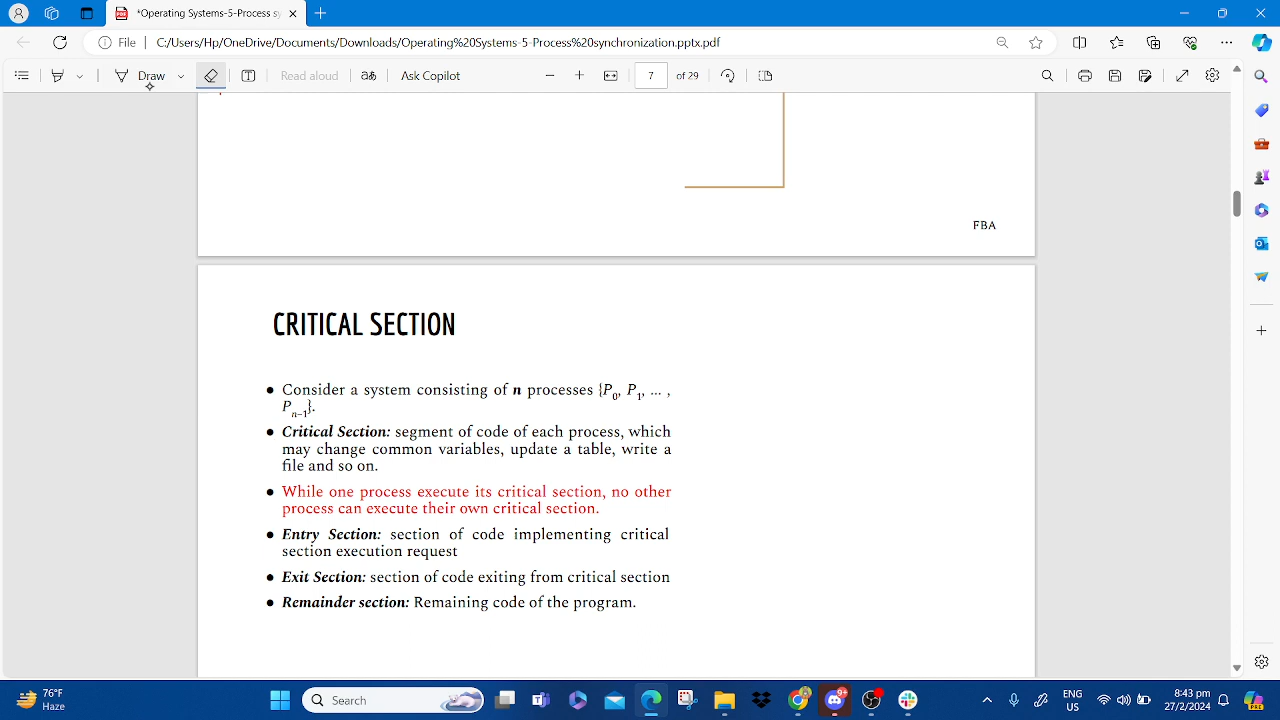 *Operating Systems-5-Process sy
File C:/Users/Hp/OneDrive/Documents/Downloads/Operating%20Systems-5-Process%20synchronization.pptx.pdf
Draw Read aloud Ask Copilot 7 of 29
FBA
CRITICAL SECTION
● Consider a system consisting of n processes {P0, P1, ... ,
Pn−1}.
● Critical Section: segment of code of each process, which
may change common variables, update a table, write a
file and so on.
● While one process execute its critical section, no other
process can execute their own critical section.
● Entry Section: section of code implementing critical
section execution request
● Exit Section: section of code exiting from critical section
● Remainder section: Remaining code of the program.
76°F
Haze
Search
9+
ENG
US
8:43 pm
27/2/2024